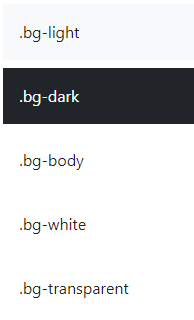 .bg-light
.bg-dark
.bg-body
.bg-white
.bg-transparent